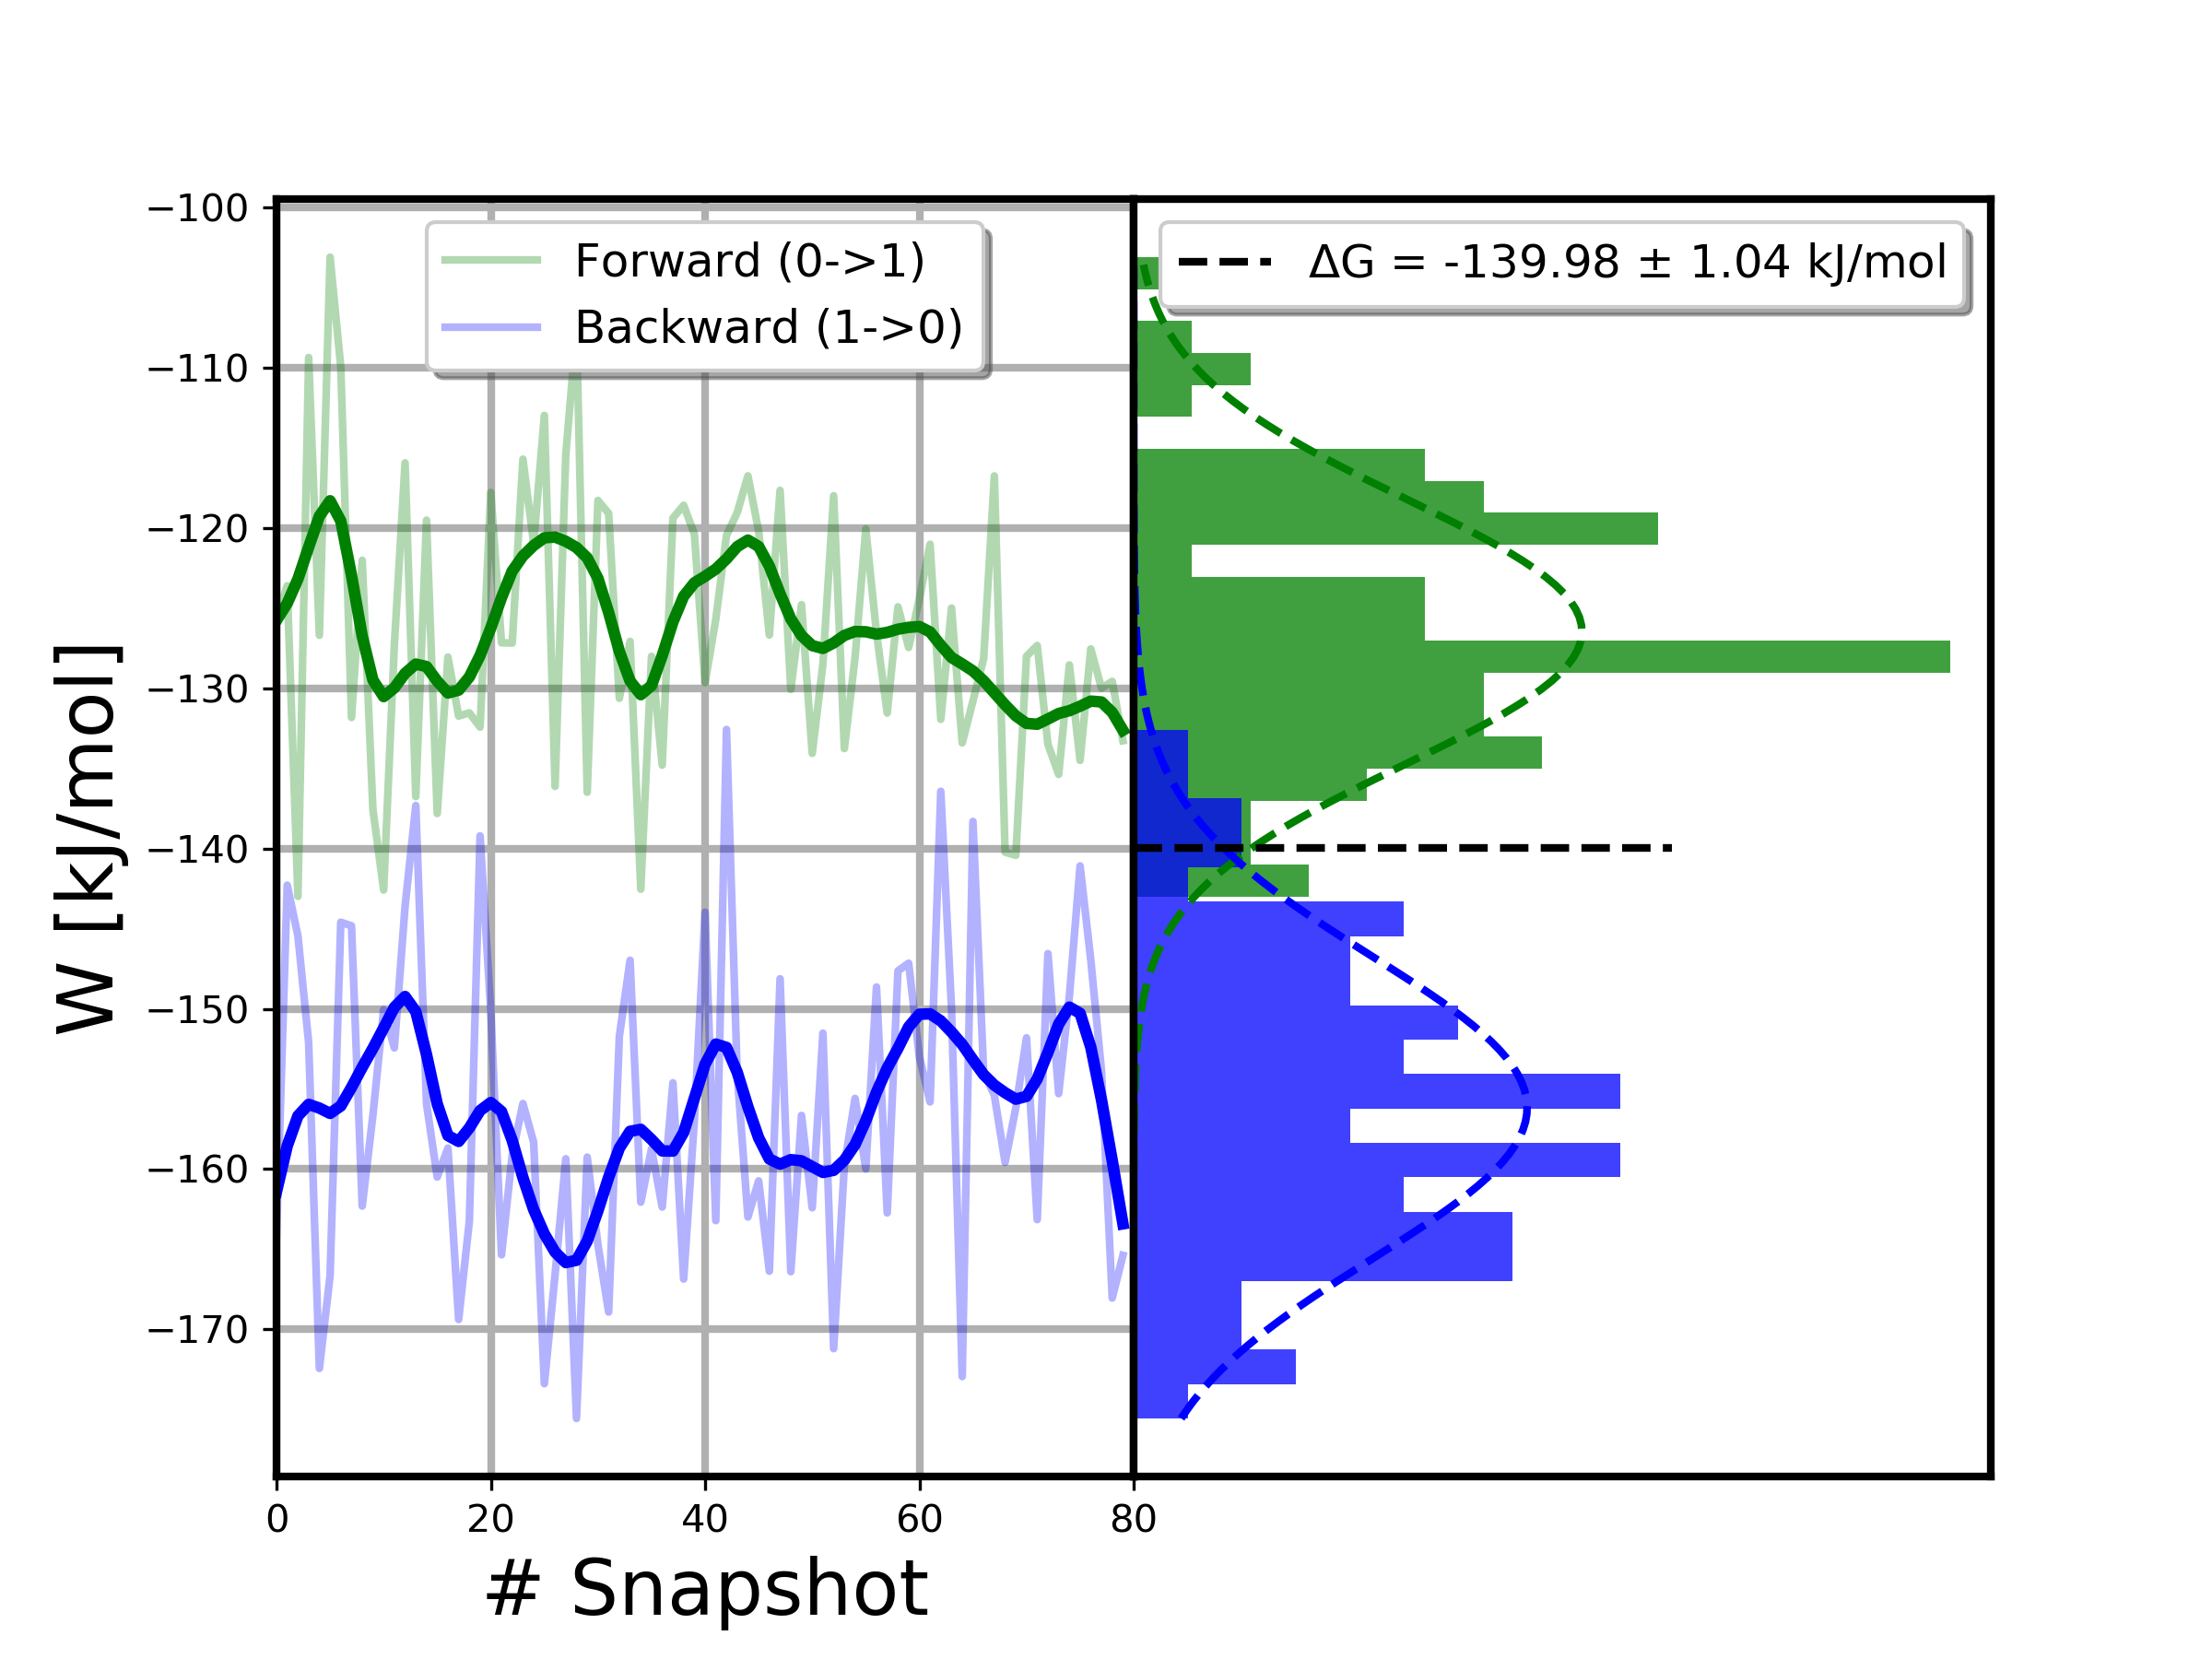 −100
−110
−120
−130
−140
−150
−160
−170
W [kJ/mol]
Forward (0->1)
Backward (1->0)
ΔG = -139.98 ± 1.04 kJ/mol
0 20 40 60 80
# Snapshot